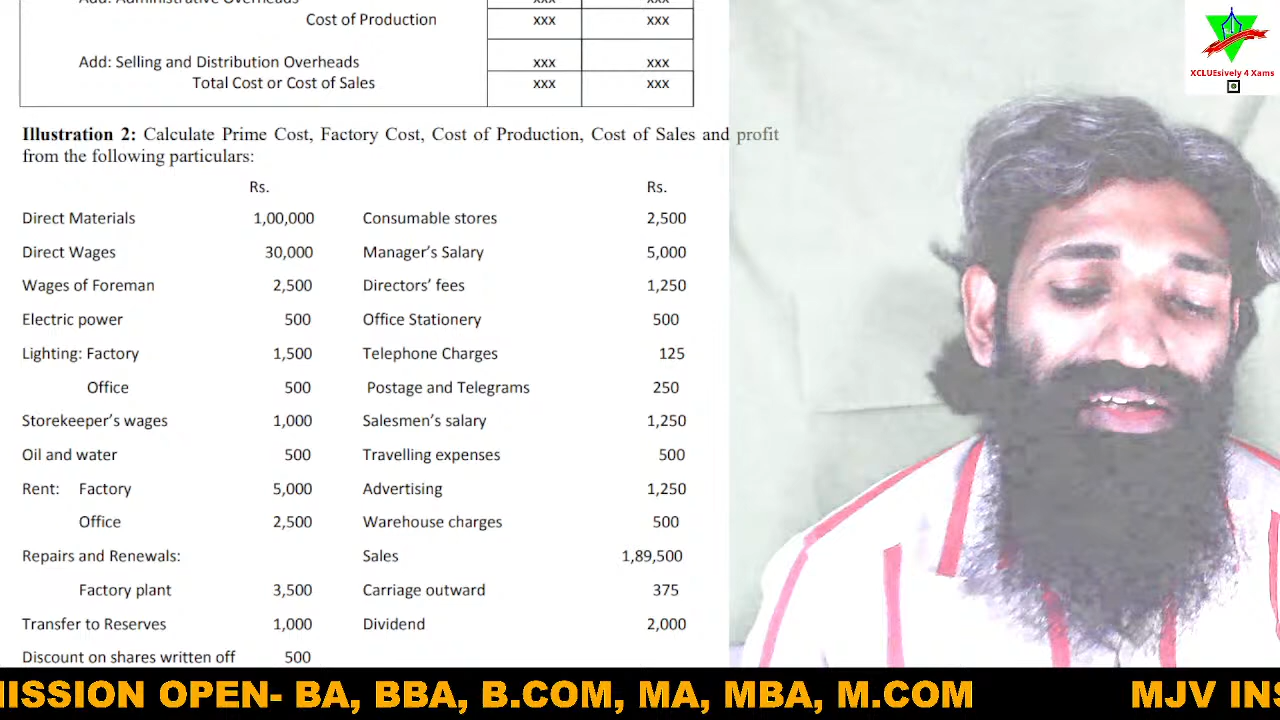 Add: Administrative Overheads xxx xxx
Cost of Production xxx xxx
Add: Selling and Distribution Overheads xxx xxx
Total Cost or Cost of Sales xxx xxx
XCLUEsively 4 Xams
Illustration 2: Calculate Prime Cost, Factory Cost, Cost of Production, Cost of Sales and profit
from the following particulars:
Rs. Rs.
Direct Materials 1,00,000 Consumable stores 2,500
Direct Wages 30,000 Manager's Salary 5,000
Wages of Foreman 2,500 Directors' fees 1,250
Electric power 500 Office Stationery 500
Lighting: Factory 1,500 Telephone Charges 125
Office 500 Postage and Telegrams 250
Storekeeper's wages 1,000 Salesmen's salary 1,250
Oil and water 500 Travelling expenses 500
Rent: Factory 5,000 Advertising 1,250
Office 2,500 Warehouse charges 500
Repairs and Renewals: Sales 1,89,500
Factory plant 3,500 Carriage outward 375
Transfer to Reserves 1,000 Dividend 2,000
Discount on shares written off 500
MISSION OPEN- BA, BBA, B.COM, MA, MBA, M.COM MJV INS